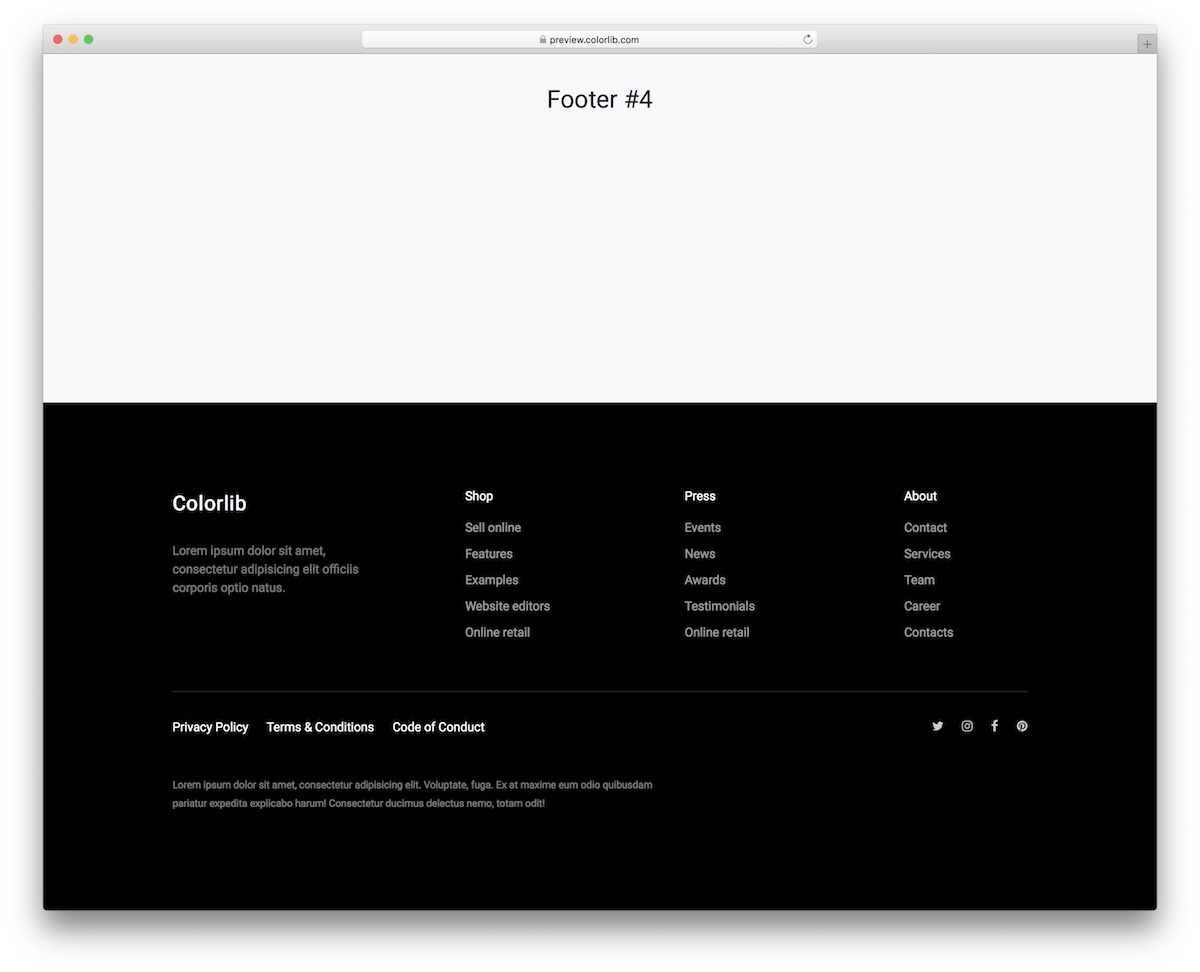 preview.colorlib.com
Footer #4
Colorlib
Lorem ipsum dolor sit amet,
consectetur adipisicing elit officiis
corporis optio natus.
Shop
Sell online
Features
Examples
Website editors
Online retail
Press
Events
News
Awards
Testimonials
Online retail
About
Contact
Services
Team
Career
Contacts
Privacy Policy Terms & Conditions Code of Conduct
Lorem ipsum dolor sit amet, consectetur adipisicing elit. Voluptate, fuga. Ex at maxime eum odio quibusdam
pariatur expedita explicabo harum! Consectetur ducimus delectus nemo, totam odit!